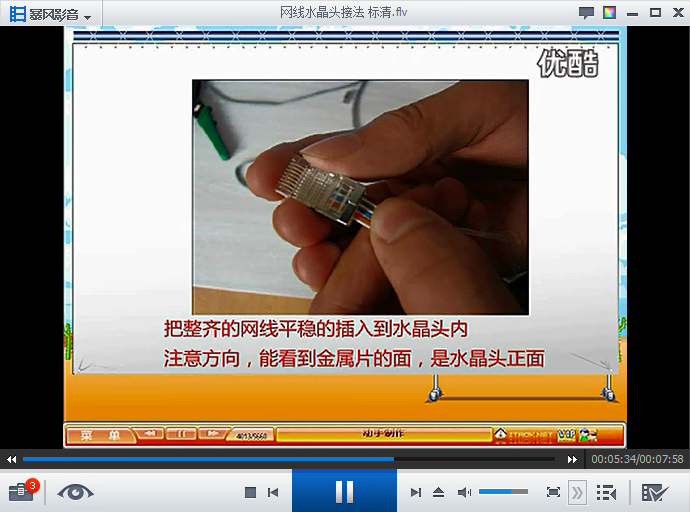 暴风影音
网线水晶头接法 标清.flv
优酷
把整齐的网线平稳的插入到水晶头内
注意方向，能看到金属片的面，是水晶头正面
菜 单
4013/5660
动手制作
00:05:34/00:07:58
3